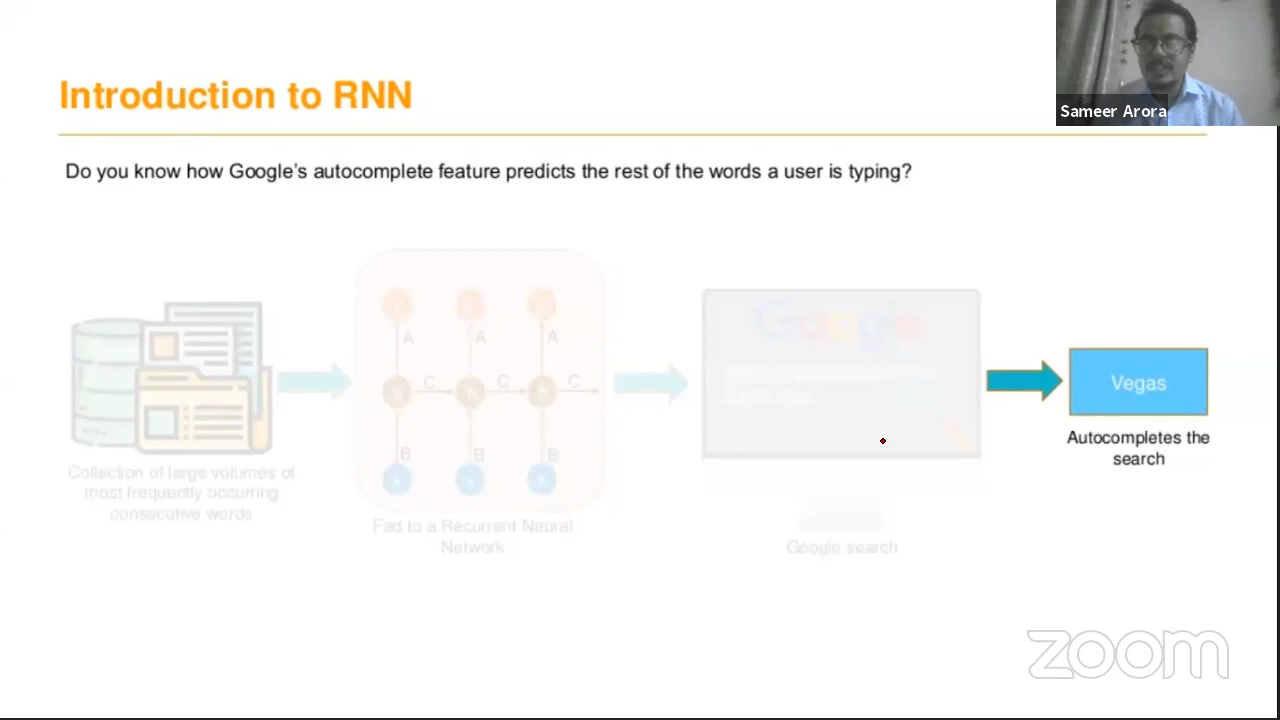 Sameer Arora
Introduction to RNN
Do you know how Google's autocomplete feature predicts the rest of the words a user is typing?
A A A
C C C
h h
B B B
x x x
Google
Vegas
Collection of large volumes of
most frequently occurring
consecutive words
Fed to a Recurrent Neural
Network
Google search
Autocompletes the
search
zoom